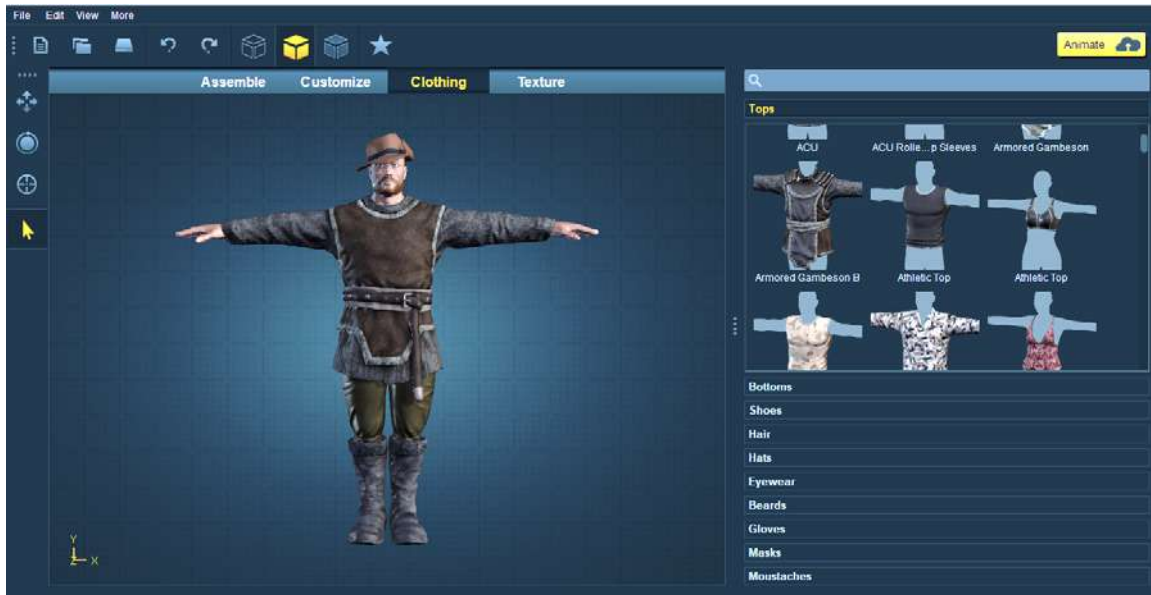 File Edit View More
Animate
Assemble Customize Clothing Texture
Tops
ACU ACU Rolle...p Sleeves Armored Gambeson
Armored Gambeson B Athletic Top Athletic Top
Bottoms
Shoes
Hair
Hats
Eyewear
Beards
Gloves
Masks
Moustaches
Y
Z X